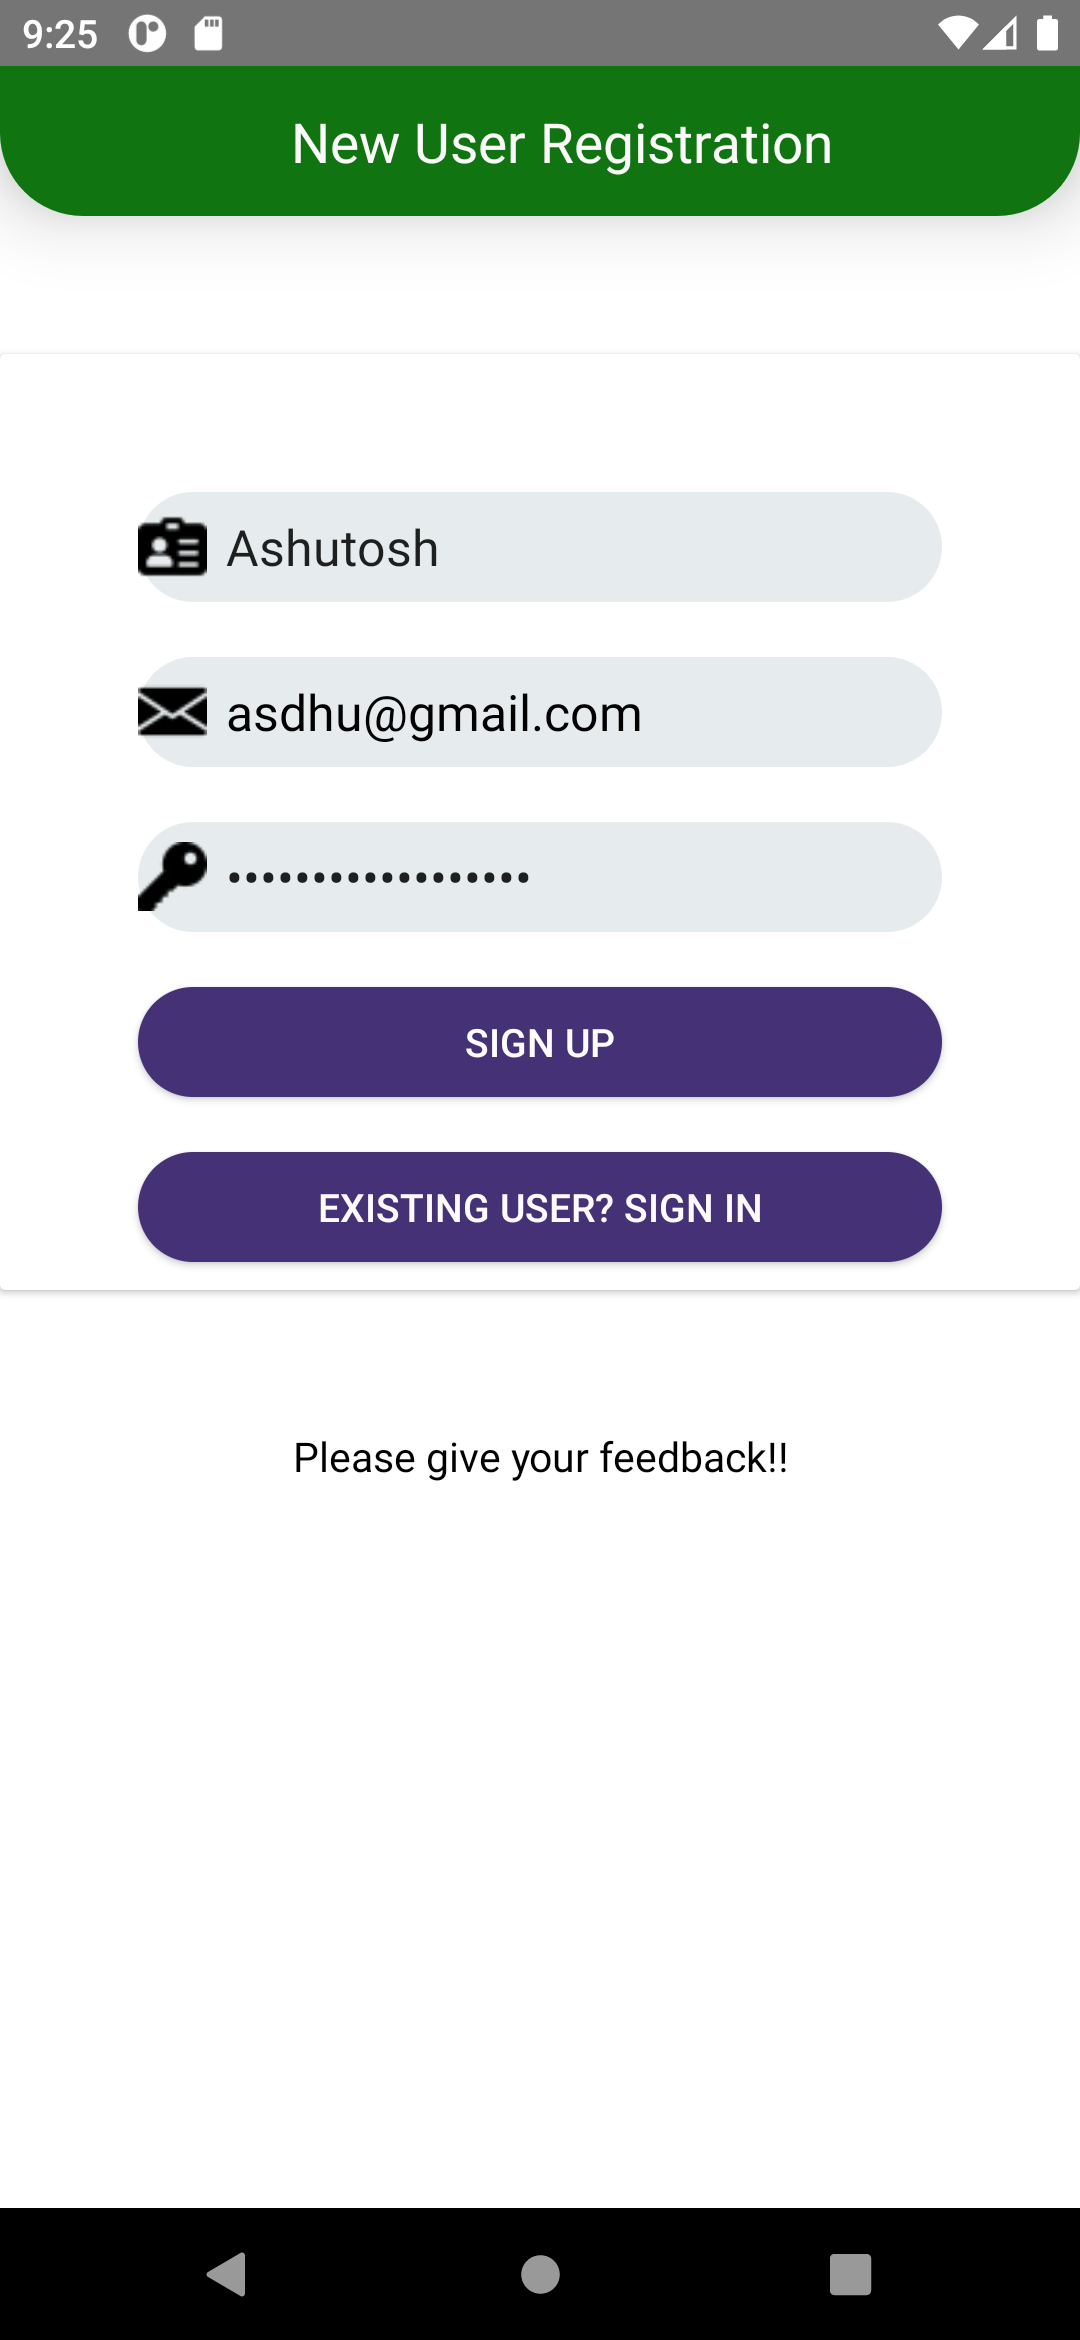 9:25
New User Registration
Ashutosh
asdhu@gmail.com
••••••••••••••••••
SIGN UP
EXISTING USER? SIGN IN
Please give your feedback!!